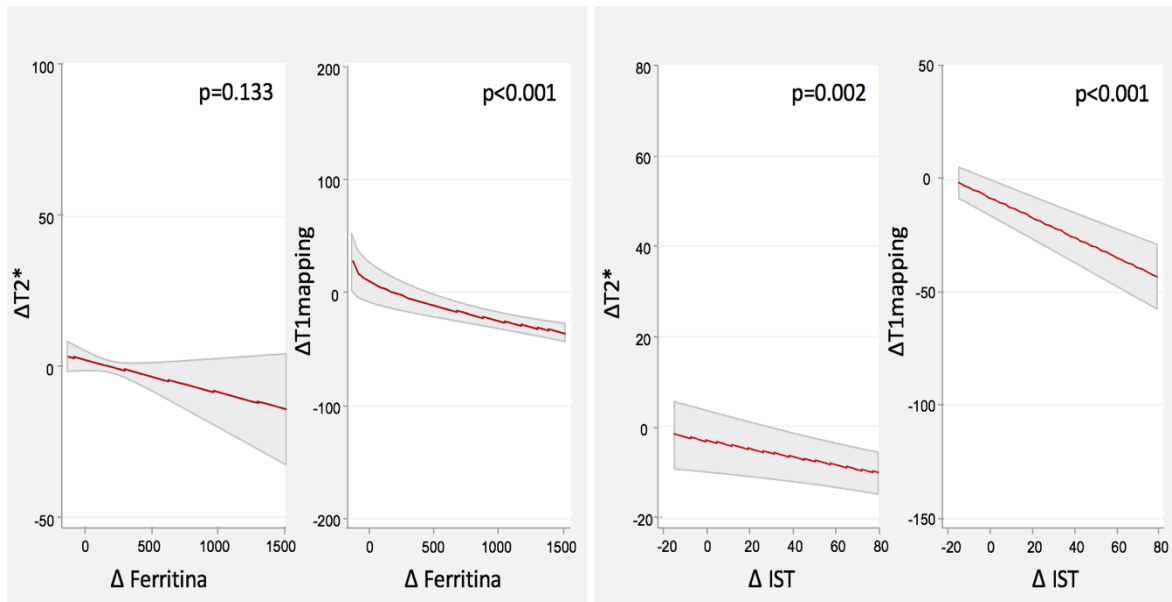 100
50
0
-50
ΔT2*
p=0.133
0 500 1000 1500
Δ Ferritina
200
100
0
-100
-200
ΔT1mapping
p<0.001
0 500 1000 1500
Δ Ferritina
80
60
40
20
0
-20
ΔT2*
p=0.002
-20 0 20 40 60 80
Δ IST
50
0
-50
-100
-150
ΔT1mapping
p<0.001
-20 0 20 40 60 80
Δ IST